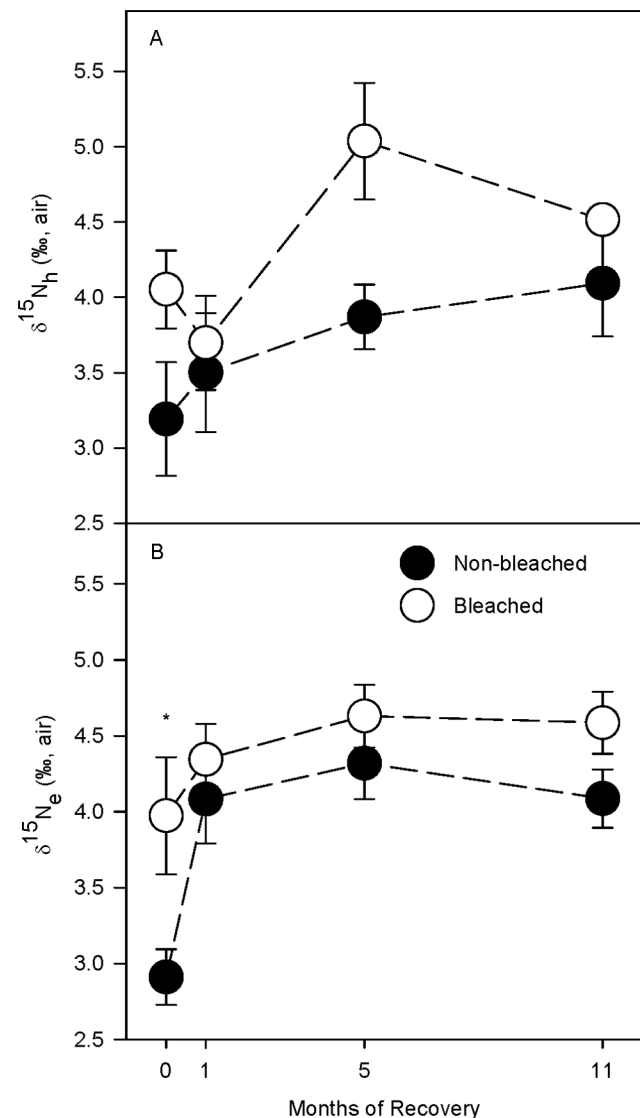 A
5.5
5.0
4.5
4.0
3.5
3.0
2.5
δ15Nh (‰, air)
B
Non-bleached
Bleached
5.5
5.0
*
4.5
4.0
3.5
3.0
2.5
δ15Ne (‰, air)
0 1 5 11
Months of Recovery